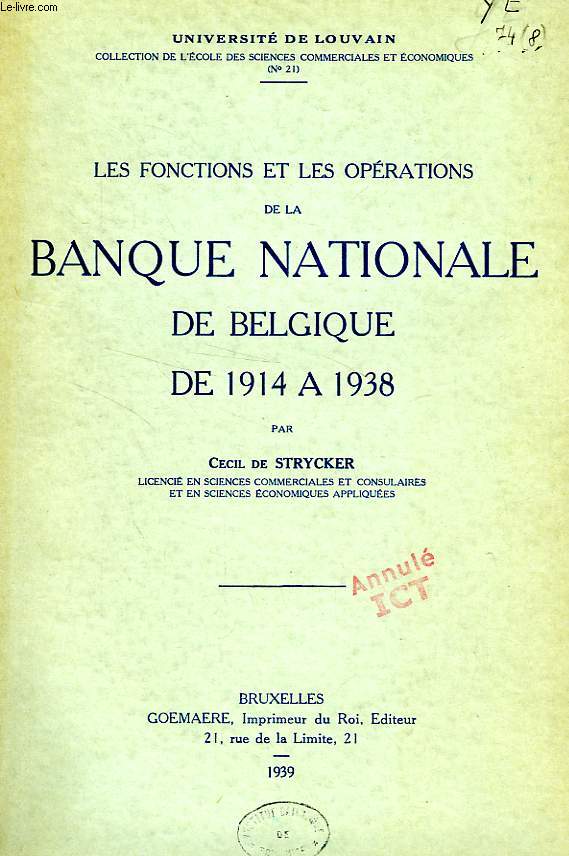 Le-livre.com
YE
74(8)
UNIVERSITÉ DE LOUVAIN
COLLECTION DE L'ÉCOLE DES SCIENCES COMMERCIALES ET ÉCONOMIQUES
(No 21)
LES FONCTIONS ET LES OPÉRATIONS
DE LA
BANQUE NATIONALE
DE BELGIQUE
DE 1914 A 1938
PAR
CECIL DE STRYCKER
LICENCIÉ EN SCIENCES COMMERCIALES ET CONSULAIRES
ET EN SCIENCES ÉCONOMIQUES APPLIQUÉES
Annulé
ICT
BRUXELLES
GOEMAERE, Imprimeur du Roi, Editeur
21, rue de la Limite, 21
1939
DE